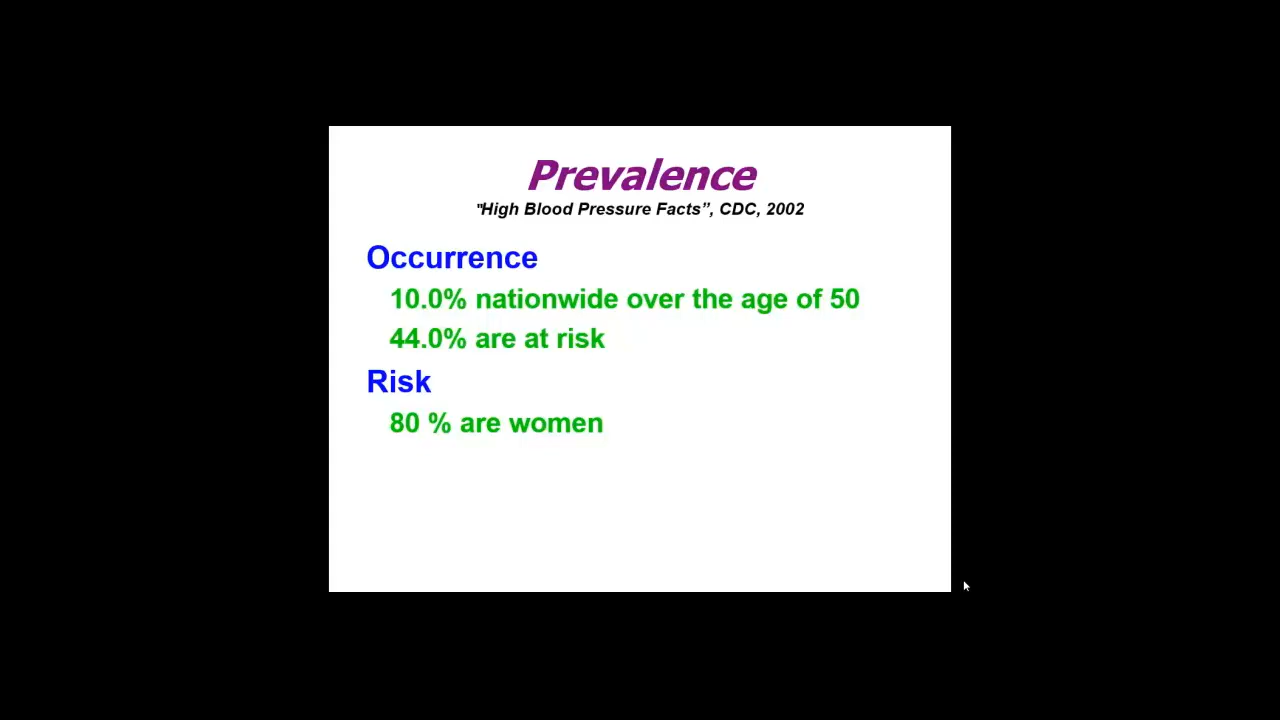 Prevalence
"High Blood Pressure Facts”, CDC, 2002
Occurrence
10.0% nationwide over the age of 50
44.0% are at risk
Risk
80 % are women